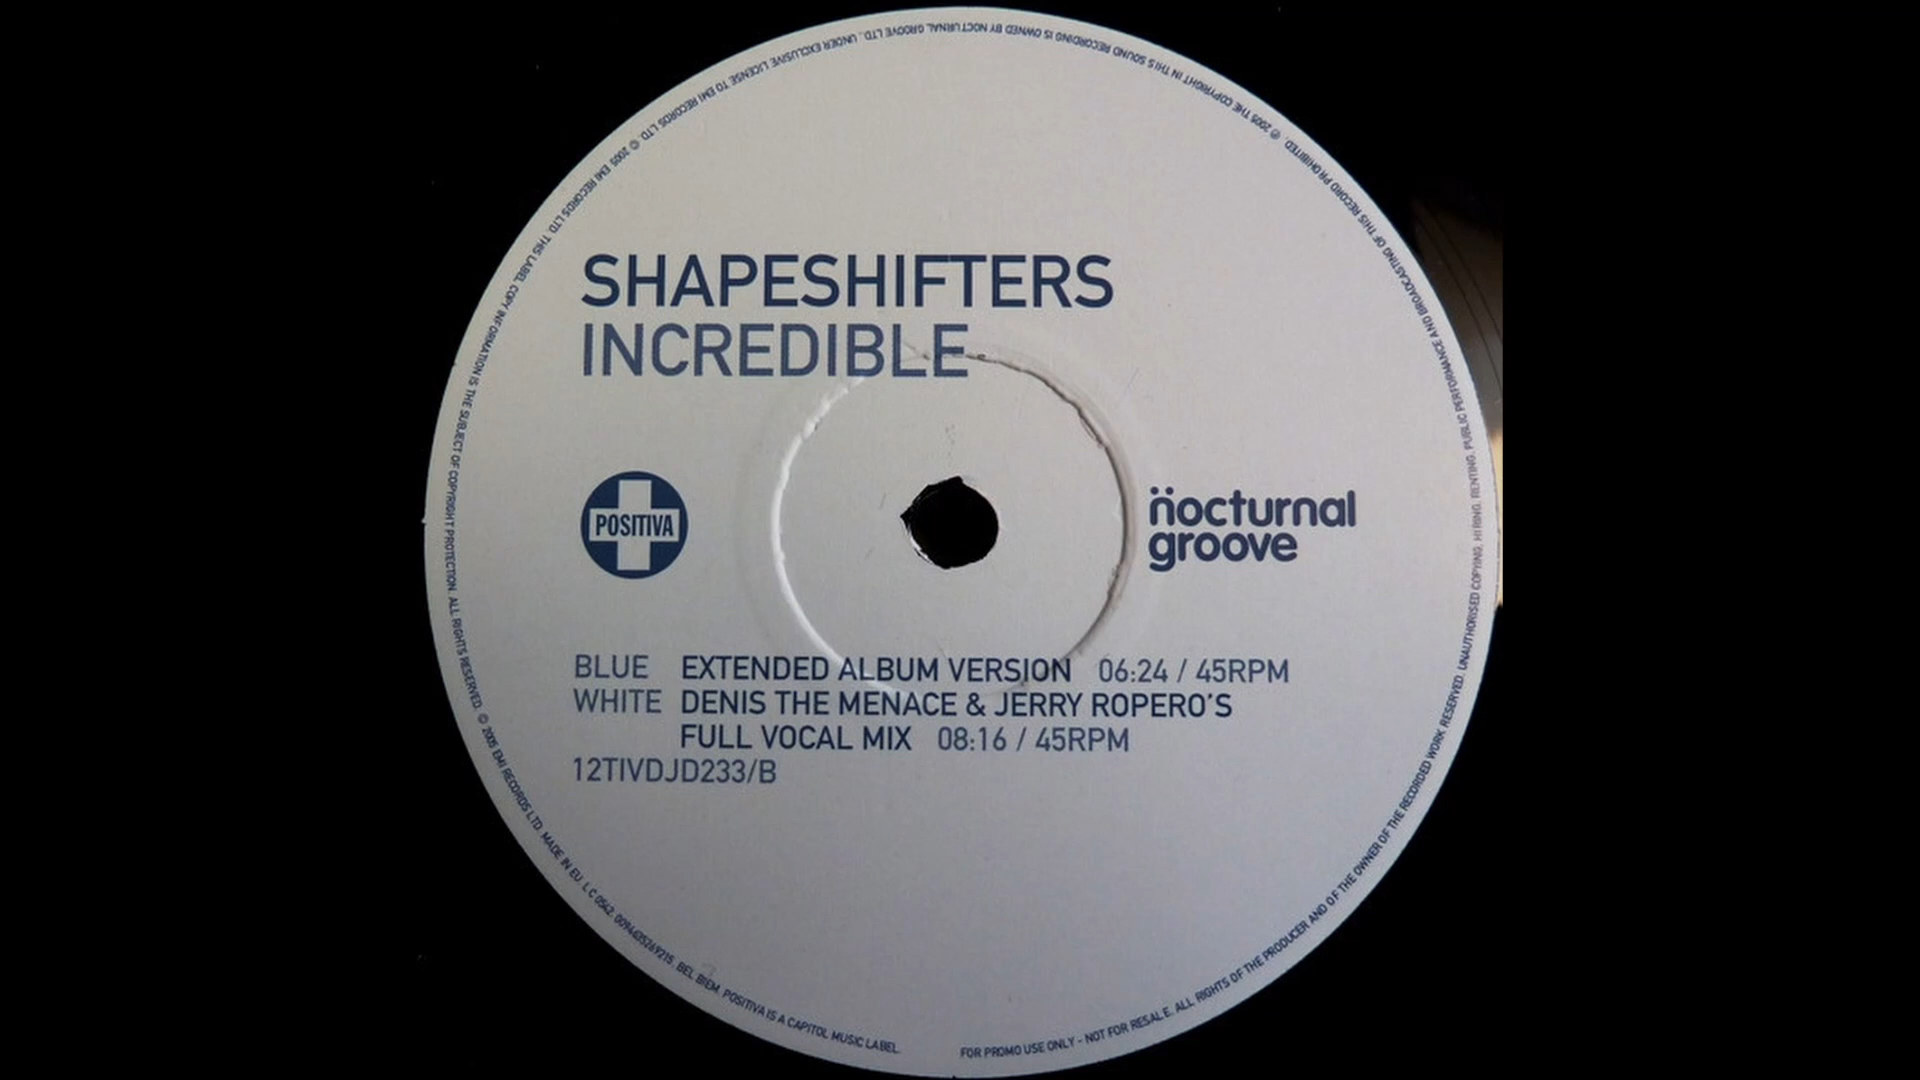 SHAPESHIFTERS
INCREDIBLE
POSITIVA
nocturnal
groove
BLUE EXTENDED ALBUM VERSION 06:24 / 45RPM
WHITE DENIS THE MENACE & JERRY ROPERO'S
FULL VOCAL MIX 08:16 / 45RPM
12TIVDJD233/B
℗ 2005 THE COPYRIGHT IN THIS SOUND RECORDING IS OWNED BY NOCTURNAL GROOVE LTD., UNDER EXCLUSIVE LICENSE TO EMI RECORDS LTD. © 2005 EMI RECORDS LTD. THIS LABEL COPY INFORMATION IS THE SUBJECT OF COPYRIGHT PROTECTION. ALL RIGHTS RESERVED. © 2005 EMI RECORDS LTD. MADE IN EU. LC 0542. 0094635269215. BEL BIEM. POSITIVA IS A CAPITOL MUSIC LABEL.
FOR PROMO USE ONLY - NOT FOR RESALE. ALL RIGHTS OF THE PRODUCER AND OF THE OWNER OF THE RECORDED WORK RESERVED. UNAUTHORISED COPYING, HIRING, RENTING, PUBLIC PERFORMANCE AND BROADCASTING OF THIS RECORD PROHIBITED.